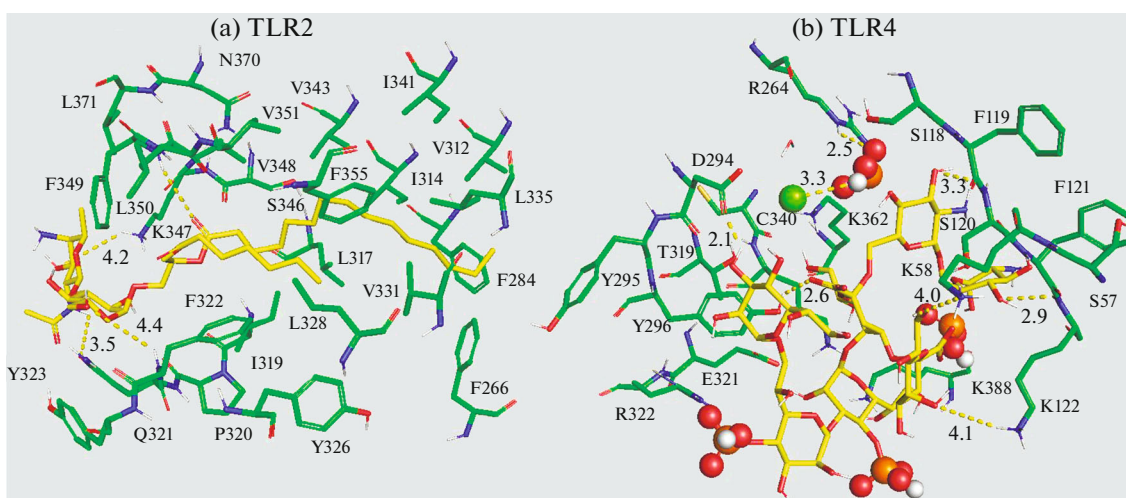 (a) TLR2
N370
L371
V343
I341
V351
V312
V348
F355
I314
L335
F349
L350
S346
K347
4.2
L317
F284
V331
F322
L328
4.4
3.5
I319
Y323
F266
Q321
P320
Y326
(b) TLR4
R264
F119
S118
2.5
D294
3.3
3.3
F121
C340
K362
S120
2.1
T319
K58
Y295
2.6
4.0
S57
2.9
Y296
E321
K388
R322
K122
4.1